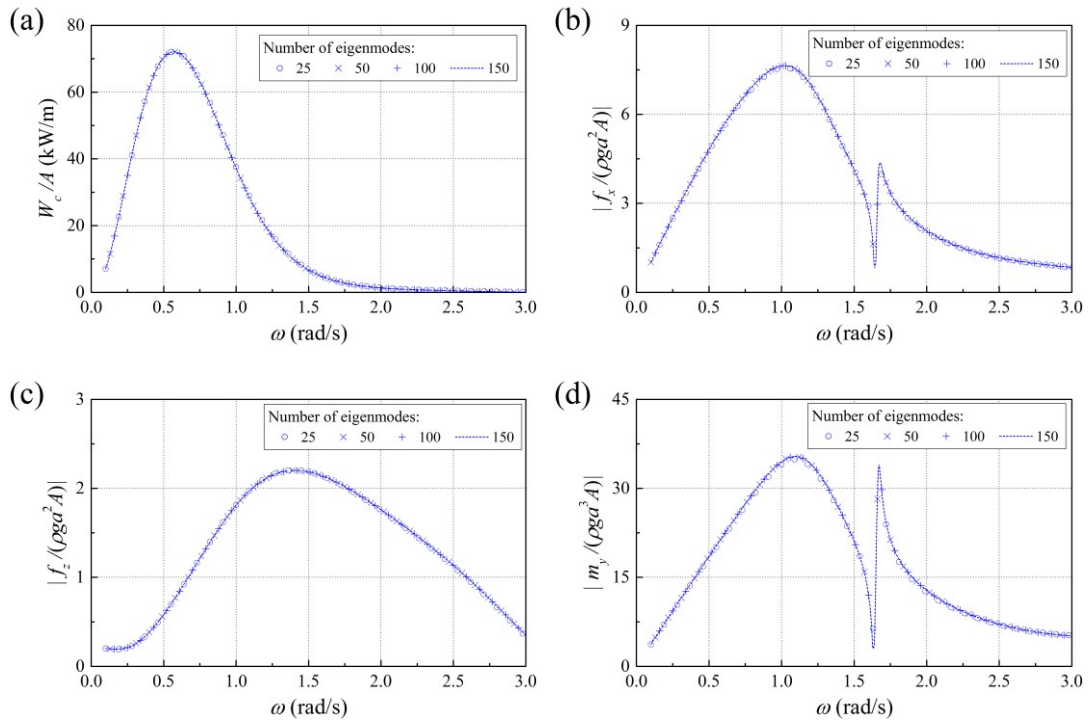 (a)
80
60
40
20
0
W_c/A (kW/m)
Number of eigenmodes:
25 50 100 150
0.0 0.5 1.0 1.5 2.0 2.5 3.0
ω (rad/s)
(b)
9
6
3
0
|f_x/(ρga²A)|
Number of eigenmodes:
25 50 100 150
0.0 0.5 1.0 1.5 2.0 2.5 3.0
ω (rad/s)
(c)
3
2
1
0
|f_z/(ρga²A)|
Number of eigenmodes:
25 50 100 150
0.0 0.5 1.0 1.5 2.0 2.5 3.0
ω (rad/s)
(d)
45
30
15
0
|m_y/(ρga³A)|
Number of eigenmodes:
25 50 100 150
0.0 0.5 1.0 1.5 2.0 2.5 3.0
ω (rad/s)